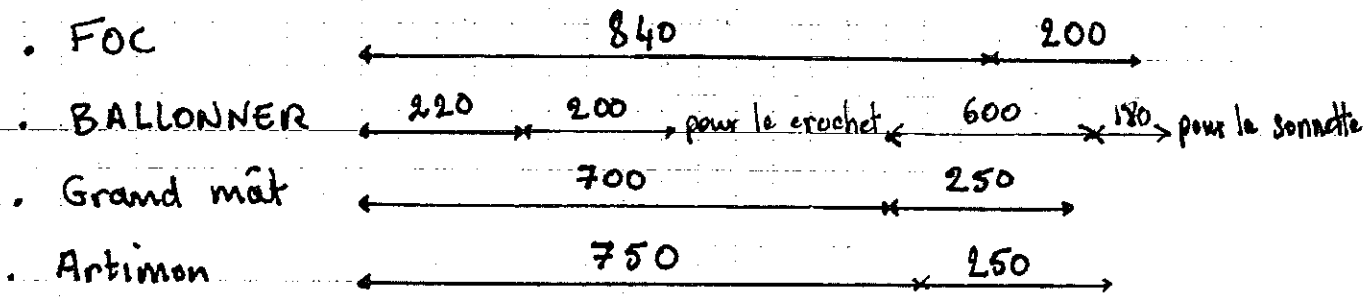 . FOC 840 200
. BALLONNER 220 200 pour le crochet 600 180 pour la sonnette
. Grand mât 700 250
. Artimon 750 250